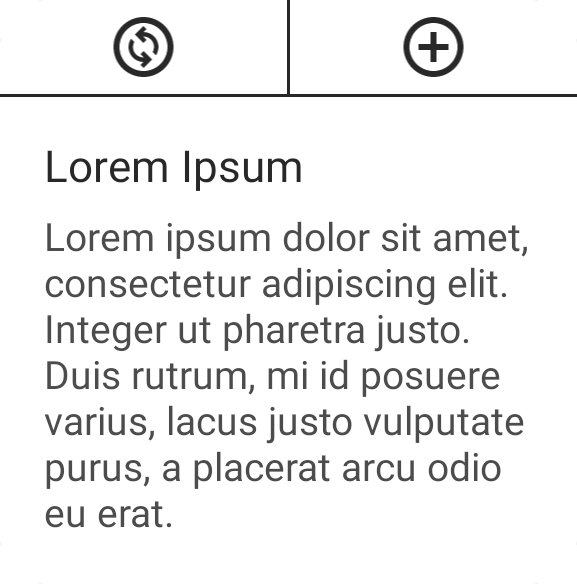 Lorem Ipsum
Lorem ipsum dolor sit amet,
consectetur adipiscing elit.
Integer ut pharetra justo.
Duis rutrum, mi id posuere
varius, lacus justo vulputate
purus, a placerat arcu odio
eu erat.